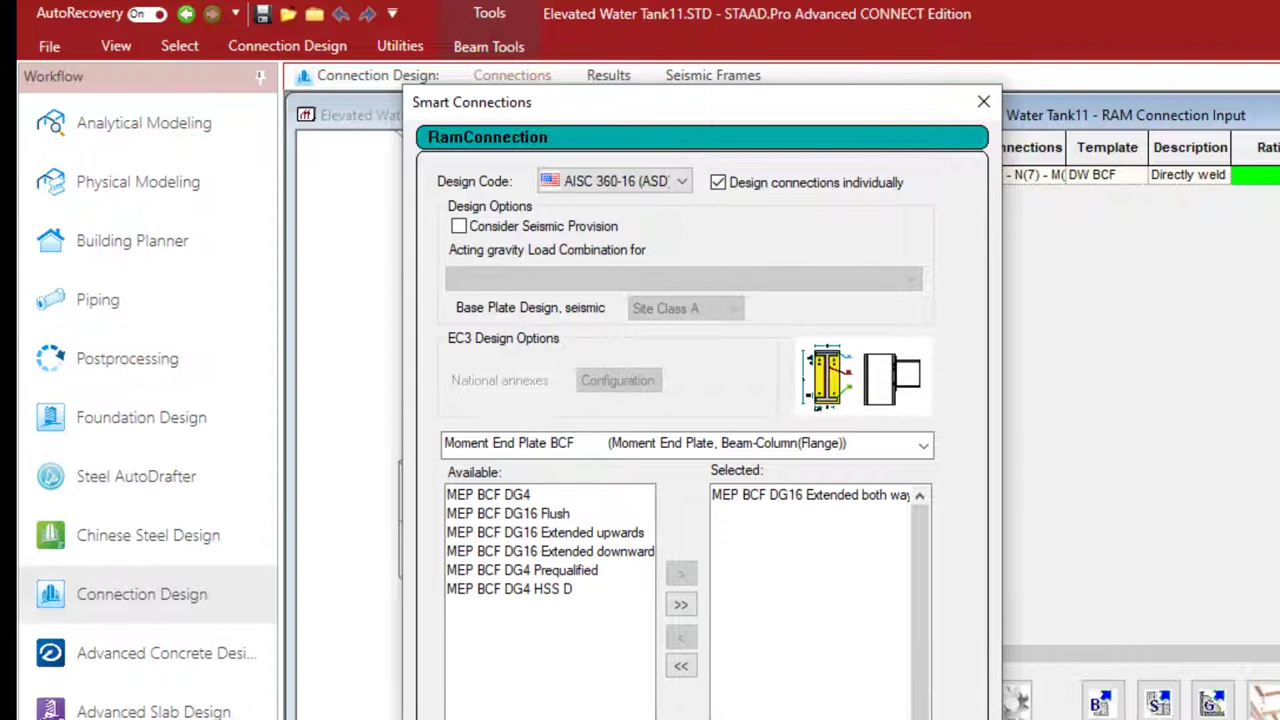 AutoRecovery On
Tools
Elevated Water Tank11.STD - STAAD.Pro Advanced CONNECT Edition
File View Select Connection Design Utilities Beam Tools
Workflow
Connection Design: Connections Results Seismic Frames
Analytical Modeling
Physical Modeling
Building Planner
Piping
Postprocessing
Foundation Design
Steel AutoDrafter
Chinese Steel Design
Connection Design
Advanced Concrete Desi...
Advanced Slab Design
Elevated Wat
Smart Connections
RamConnection
Design Code: AISC 360-16 (ASD) Design connections individually
Design Options
Consider Seismic Provision
Acting gravity Load Combination for
Base Plate Design, seismic Site Class A
EC3 Design Options
National annexes Configuration
Moment End Plate BCF (Moment End Plate, Beam-Column(Flange))
Available:
MEP BCF DG4
MEP BCF DG16 Flush
MEP BCF DG16 Extended upwards
MEP BCF DG16 Extended downward
MEP BCF DG4 Prequalified
MEP BCF DG4 HSS D
>
>>
<
<<
Selected:
MEP BCF DG16 Extended both way
Water Tank11 - RAM Connection Input
nnections Template Description Rati
- N(7) - M( DW BCF Directly weld
B S G